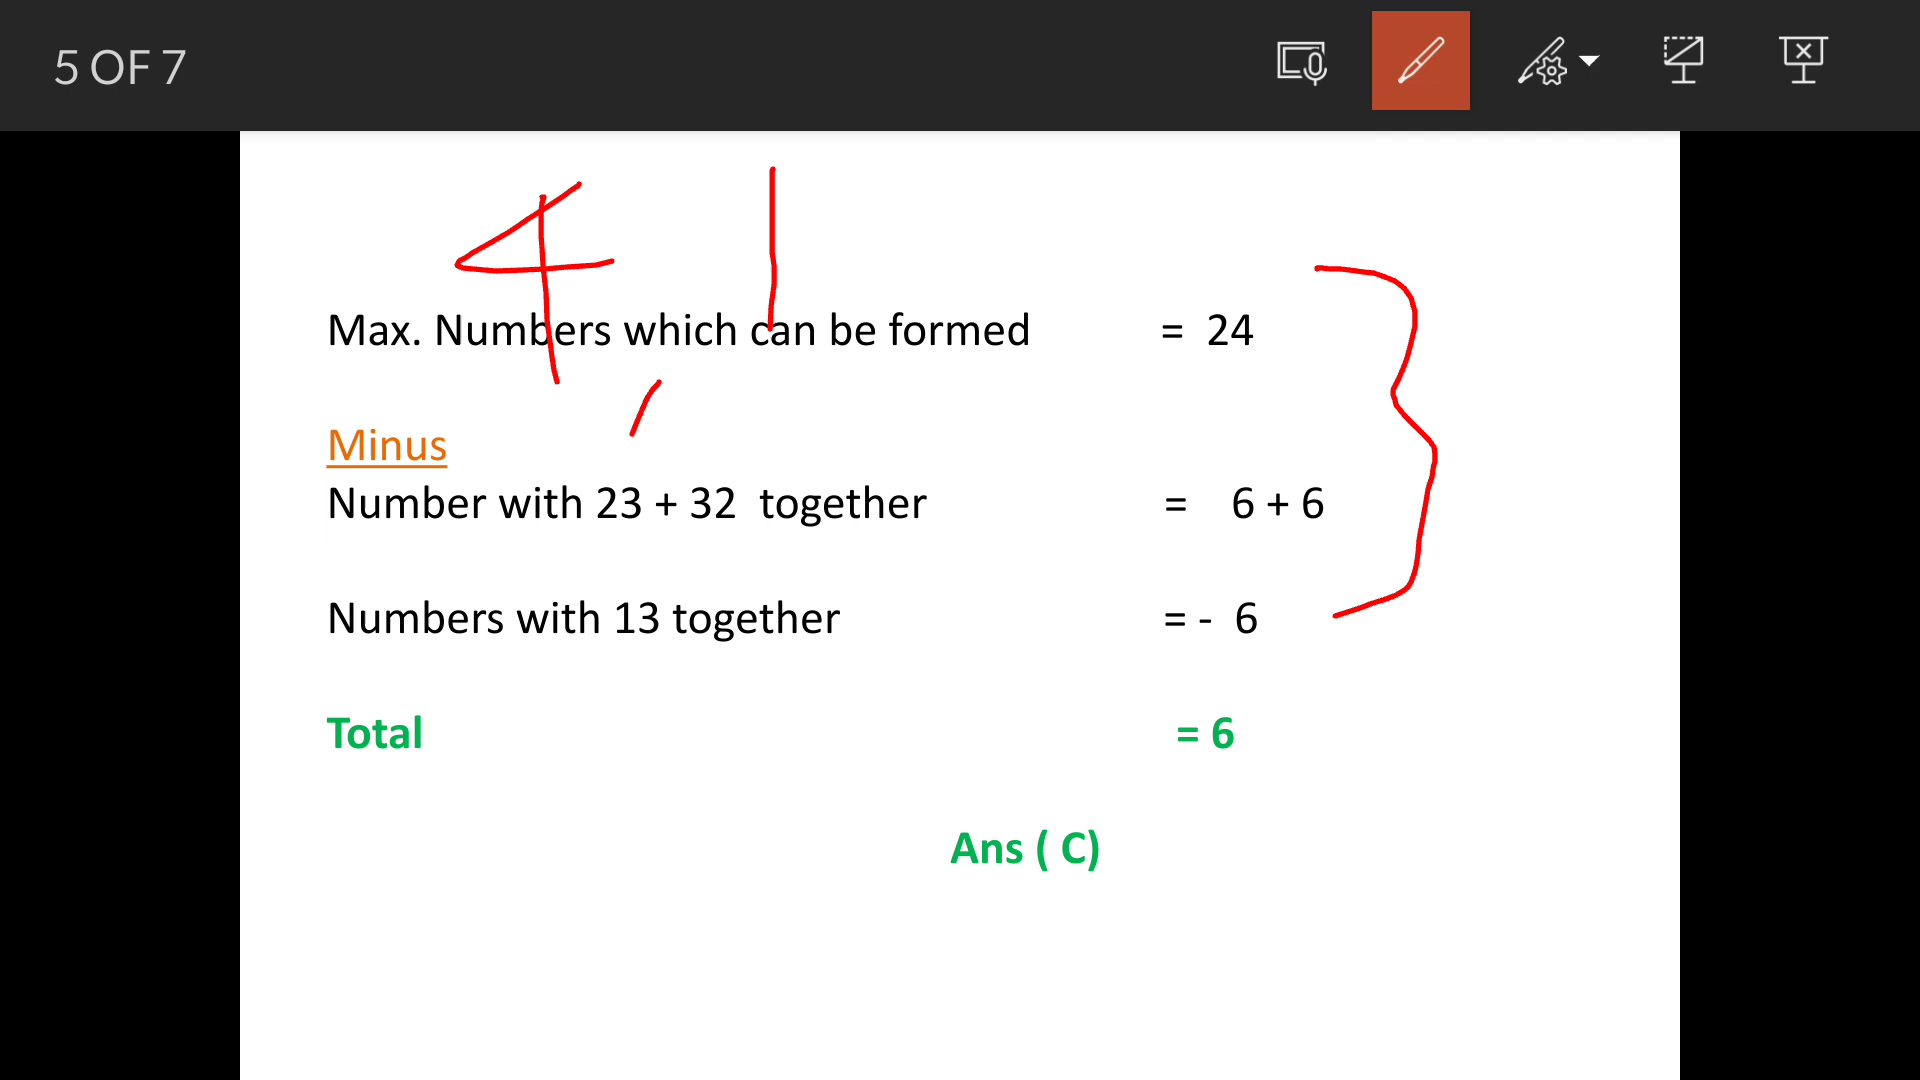 5 OF 7
4 1
Max. Numbers which can be formed = 24
Minus
Number with 23 + 32 together = 6 + 6
Numbers with 13 together = - 6
Total = 6
Ans ( C)